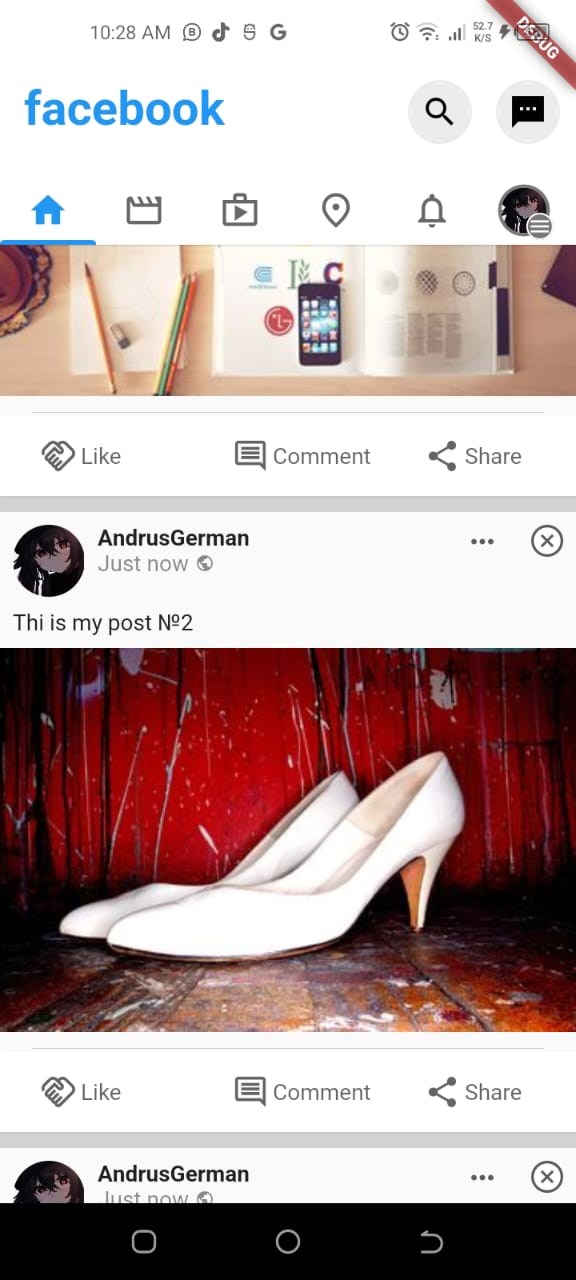 10:28 AM
52.7
K/S
DEBUG
facebook
LG
C
Like
Comment
Share
AndrusGerman
Just now
Thi is my post №2
Like
Comment
Share
AndrusGerman
Just now